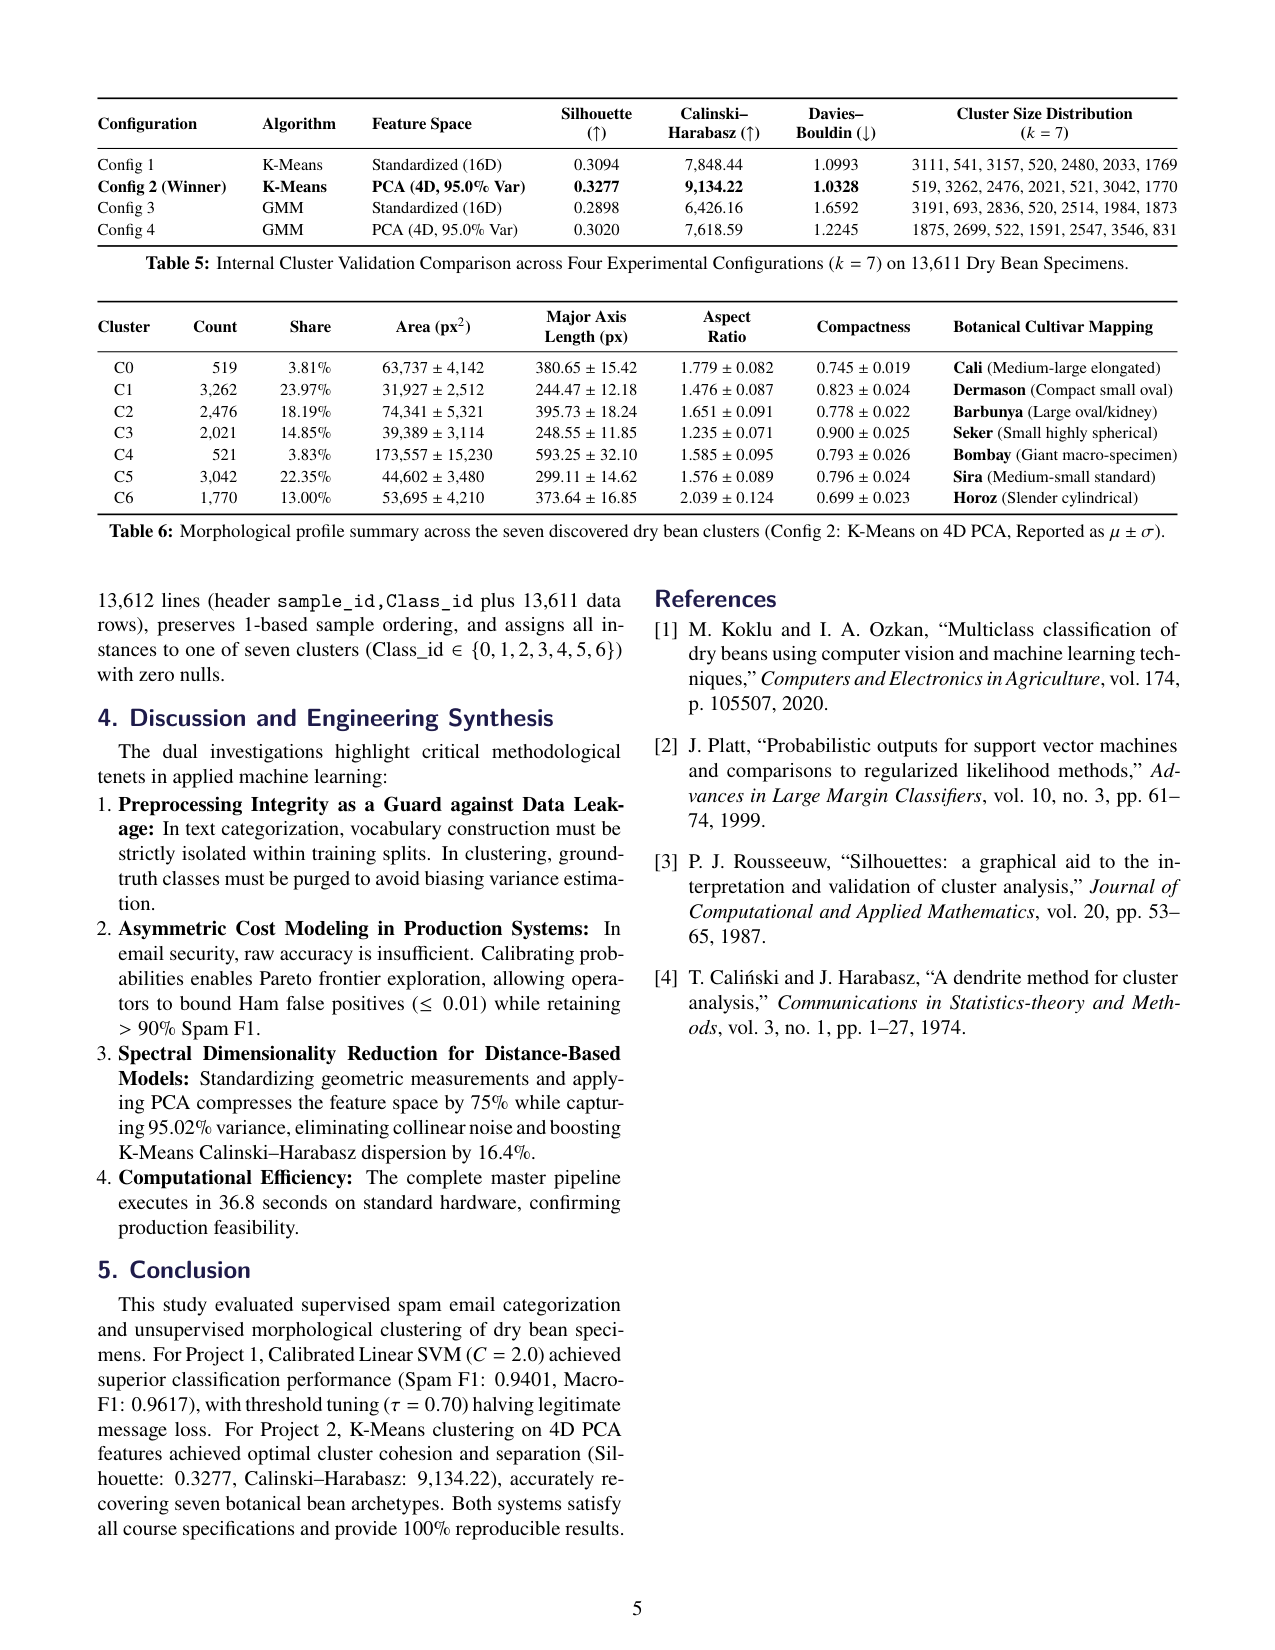 Configuration Algorithm Feature Space Silhouette (↑) Calinski–Harabasz (↑) Davies–Bouldin (↓) Cluster Size Distribution (k = 7)
Config 1 K-Means Standardized (16D) 0.3094 7,848.44 1.0993 3111, 541, 3157, 520, 2480, 2033, 1769
Config 2 (Winner) K-Means PCA (4D, 95.0% Var) 0.3277 9,134.22 1.0328 519, 3262, 2476, 2021, 521, 3042, 1770
Config 3 GMM Standardized (16D) 0.2898 6,426.16 1.6592 3191, 693, 2836, 520, 2514, 1984, 1873
Config 4 GMM PCA (4D, 95.0% Var) 0.3020 7,618.59 1.2245 1875, 2699, 522, 1591, 2547, 3546, 831
Table 5: Internal Cluster Validation Comparison across Four Experimental Configurations (k = 7) on 13,611 Dry Bean Specimens.
Cluster Count Share Area (px²) Major Axis Length (px) Aspect Ratio Compactness Botanical Cultivar Mapping
C0 519 3.81% 63,737 ± 4,142 380.65 ± 15.42 1.779 ± 0.082 0.745 ± 0.019 Cali (Medium-large elongated)
C1 3,262 23.97% 31,927 ± 2,512 244.47 ± 12.18 1.476 ± 0.087 0.823 ± 0.024 Dermason (Compact small oval)
C2 2,476 18.19% 74,341 ± 5,321 395.73 ± 18.24 1.651 ± 0.091 0.778 ± 0.022 Barbunya (Large oval/kidney)
C3 2,021 14.85% 39,389 ± 3,114 248.55 ± 11.85 1.235 ± 0.071 0.900 ± 0.025 Seker (Small highly spherical)
C4 521 3.83% 173,557 ± 15,230 593.25 ± 32.10 1.585 ± 0.095 0.793 ± 0.026 Bombay (Giant macro-specimen)
C5 3,042 22.35% 44,602 ± 3,480 299.11 ± 14.62 1.576 ± 0.089 0.796 ± 0.024 Sira (Medium-small standard)
C6 1,770 13.00% 53,695 ± 4,210 373.64 ± 16.85 2.039 ± 0.124 0.699 ± 0.023 Horoz (Slender cylindrical)
Table 6: Morphological profile summary across the seven discovered dry bean clusters (Config 2: K-Means on 4D PCA, Reported as μ ± σ).
13,612 lines (header sample_id,Class_id plus 13,611 data
rows), preserves 1-based sample ordering, and assigns all in-
stances to one of seven clusters (Class_id ∈ {0, 1, 2, 3, 4, 5, 6})
with zero nulls.
4. Discussion and Engineering Synthesis
The dual investigations highlight critical methodological
tenets in applied machine learning:
1. Preprocessing Integrity as a Guard against Data Leak-
age: In text categorization, vocabulary construction must be
strictly isolated within training splits. In clustering, ground-
truth classes must be purged to avoid biasing variance estima-
tion.
2. Asymmetric Cost Modeling in Production Systems: In
email security, raw accuracy is insufficient. Calibrating prob-
abilities enables Pareto frontier exploration, allowing opera-
tors to bound Ham false positives (≤ 0.01) while retaining
> 90% Spam F1.
3. Spectral Dimensionality Reduction for Distance-Based
Models: Standardizing geometric measurements and apply-
ing PCA compresses the feature space by 75% while captur-
ing 95.02% variance, eliminating collinear noise and boosting
K-Means Calinski–Harabasz dispersion by 16.4%.
4. Computational Efficiency: The complete master pipeline
executes in 36.8 seconds on standard hardware, confirming
production feasibility.
5. Conclusion
This study evaluated supervised spam email categorization
and unsupervised morphological clustering of dry bean speci-
mens. For Project 1, Calibrated Linear SVM (C = 2.0) achieved
superior classification performance (Spam F1: 0.9401, Macro-
F1: 0.9617), with threshold tuning (τ = 0.70) halving legitimate
message loss. For Project 2, K-Means clustering on 4D PCA
features achieved optimal cluster cohesion and separation (Sil-
houette: 0.3277, Calinski–Harabasz: 9,134.22), accurately re-
covering seven botanical bean archetypes. Both systems satisfy
all course specifications and provide 100% reproducible results.
References
[1] M. Koklu and I. A. Ozkan, “Multiclass classification of
dry beans using computer vision and machine learning tech-
niques,” Computers and Electronics in Agriculture, vol. 174,
p. 105507, 2020.
[2] J. Platt, “Probabilistic outputs for support vector machines
and comparisons to regularized likelihood methods,” Ad-
vances in Large Margin Classifiers, vol. 10, no. 3, pp. 61–
74, 1999.
[3] P. J. Rousseeuw, “Silhouettes: a graphical aid to the in-
terpretation and validation of cluster analysis,” Journal of
Computational and Applied Mathematics, vol. 20, pp. 53–
65, 1987.
[4] T. Caliński and J. Harabasz, “A dendrite method for cluster
analysis,” Communications in Statistics-theory and Meth-
ods, vol. 3, no. 1, pp. 1–27, 1974.
5